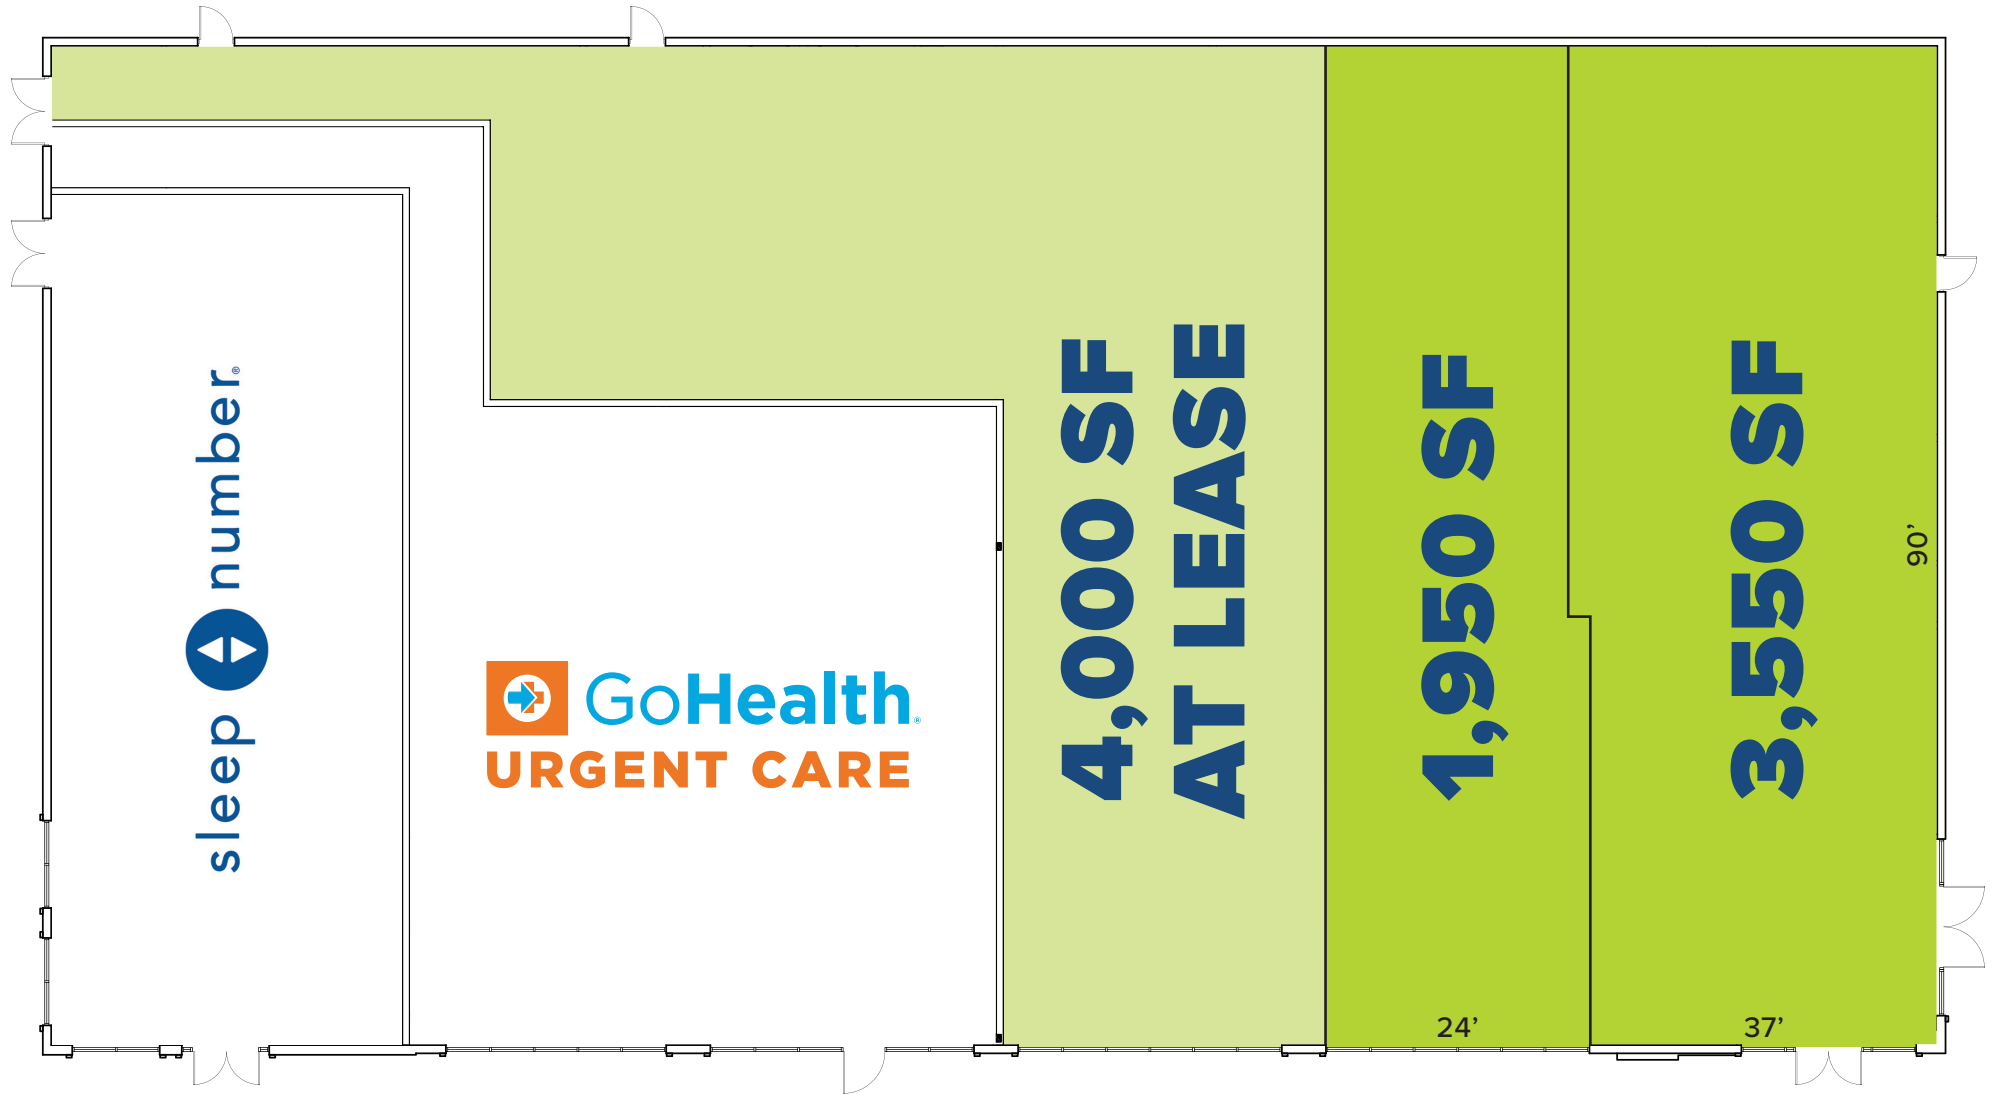 sleep number®
GoHealth®
URGENT CARE
4,000 SF
AT LEASE
1,950 SF
3,550 SF
90’
24’
37’